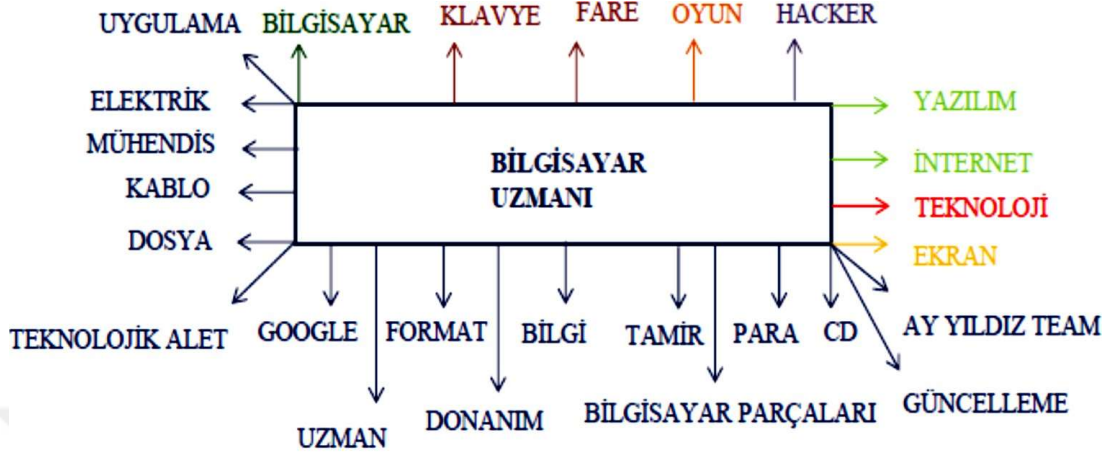 UYGULAMA
BİLGİSAYAR
KLAVYE
FARE
OYUN
HACKER
ELEKTRİK
MÜHENDİS
KABLO
DOSYA
TEKNOLOJİK ALET
BİLGİSAYAR
UZMANI
YAZILIM
İNTERNET
TEKNOLOJİ
EKRAN
GOOGLE
FORMAT
BİLGİ
TAMİR
PARA
CD
AY YILDIZ TEAM
UZMAN
DONANIM
BİLGİSAYAR PARÇALARI
GÜNCELLEME